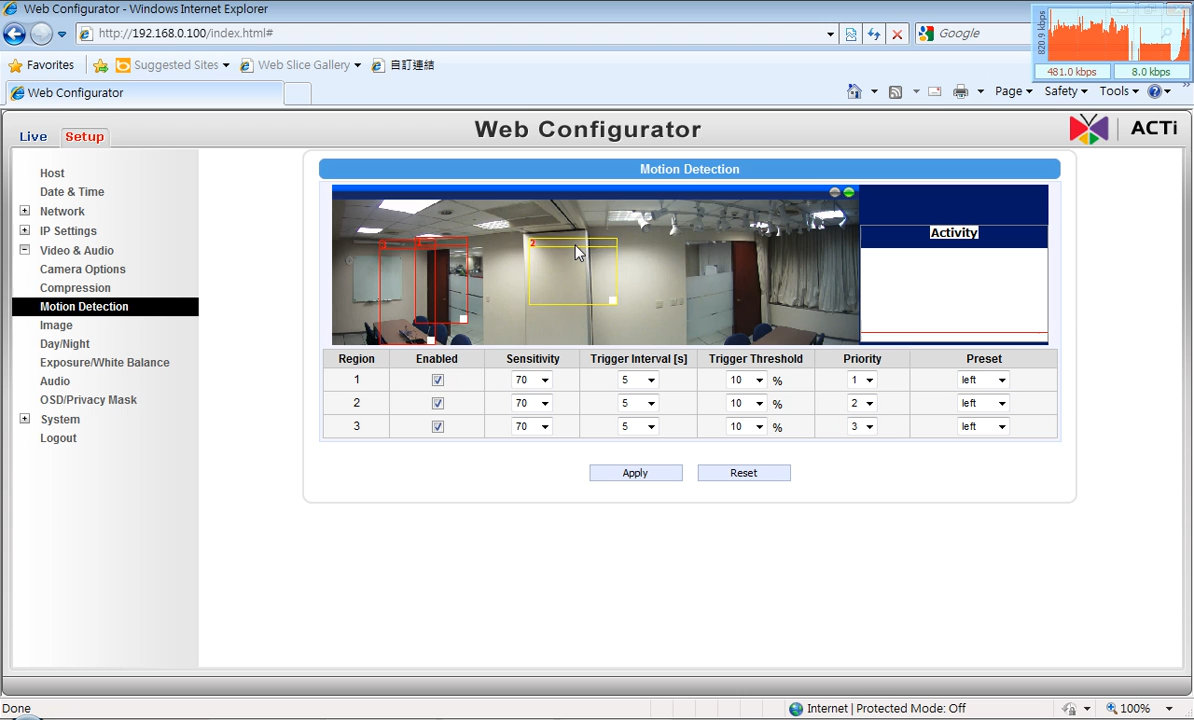 Web Configurator - Windows Internet Explorer
http://192.168.0.100/index.html#
Google
820.9 kbps
481.0 kbps 8.0 kbps
Favorites Suggested Sites Web Slice Gallery 自訂連結
Web Configurator
Page Safety Tools
Live Setup
Web Configurator
ACTi
Host
Date & Time
Network
IP Settings
Video & Audio
Camera Options
Compression
Motion Detection
Image
Day/Night
Exposure/White Balance
Audio
OSD/Privacy Mask
System
Logout
Motion Detection
2
Activity
Region Enabled Sensitivity Trigger Interval [s] Trigger Threshold Priority Preset
1 70 5 10 % 1 left
2 70 5 10 % 2 left
3 70 5 10 % 3 left
Apply Reset
Done
Internet | Protected Mode: Off
100%